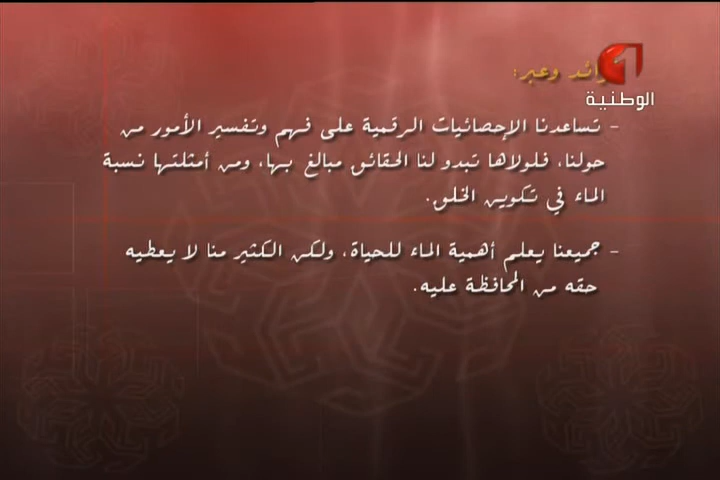 وعبر:
الوطنية
- تساعدنا الإحصائيات الرقمية على فهم وتفسير الأمور من
حولنا، فلولاها تبدو لنا الحقائق مبالغ بها، ومن أمثلتها نسبة
الماء في تكوين الخلق.
- جميعنا يعلم أهمية الماء للحياة، ولكن الكثير منا لا يعطيه
حقه من المحافظة عليه.